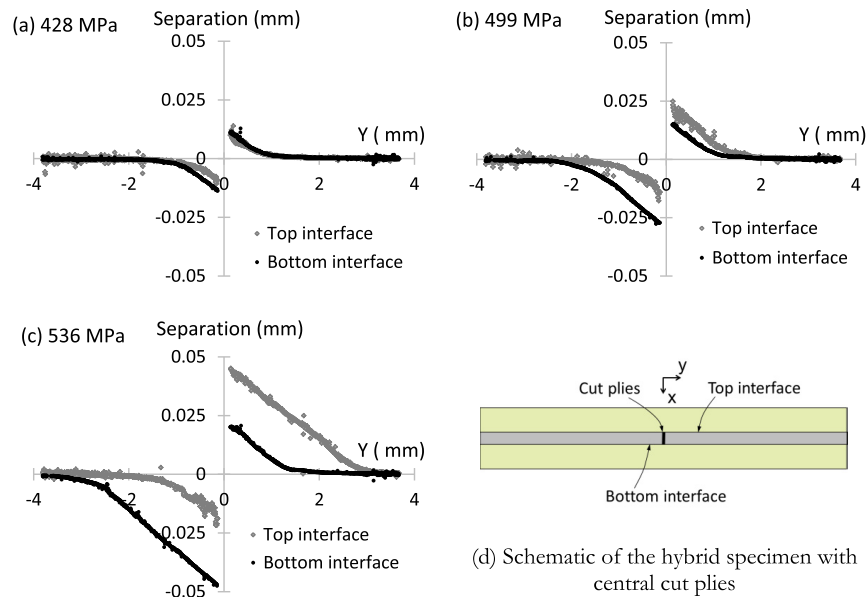 (a) 428 MPa
Separation (mm)
0.05
0.025
0
-0.025
-0.05
-4
-2
0
2
4
Y ( mm)
Top interface
Bottom interface
(b) 499 MPa
Separation (mm)
0.05
0.025
0
-0.025
-0.05
-4
-2
0
2
4
Y ( mm)
Top interface
Bottom interface
(c) 536 MPa
Separation (mm)
0.05
0.025
0
-0.025
-0.05
-4
-2
0
2
4
Y ( mm)
Top interface
Bottom interface
y
x
Cut plies
Top interface
Bottom interface
(d) Schematic of the hybrid specimen with
central cut plies